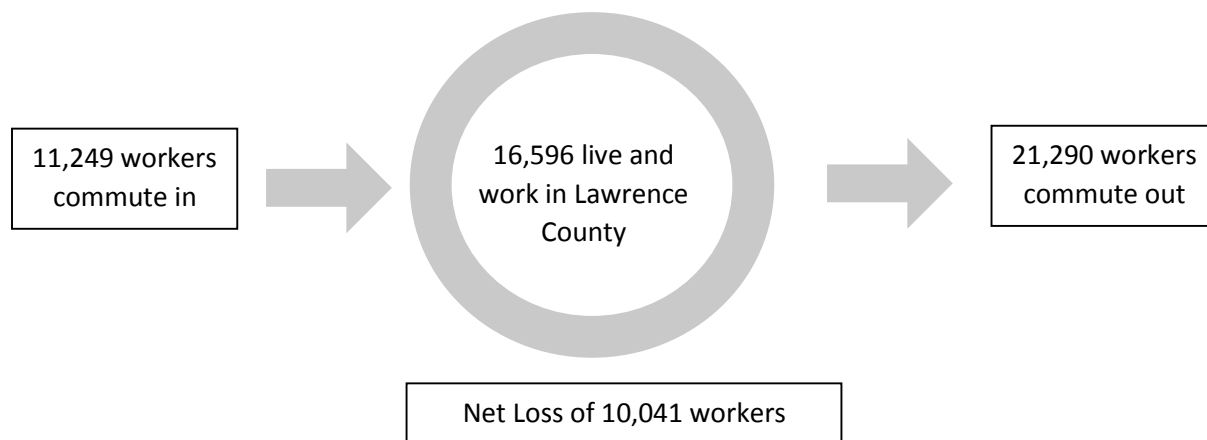 11,249 workers
commute in
16,596 live and
work in Lawrence
County
21,290 workers
commute out
Net Loss of 10,041 workers